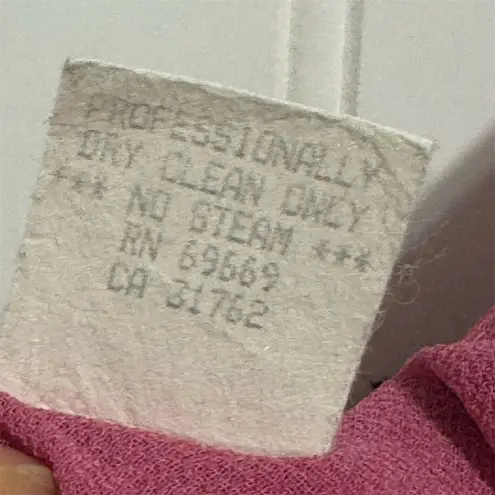 PROFESSIONALLY
DRY CLEAN ONLY
*** NO STEAM ***
RN 69669
CA 31762